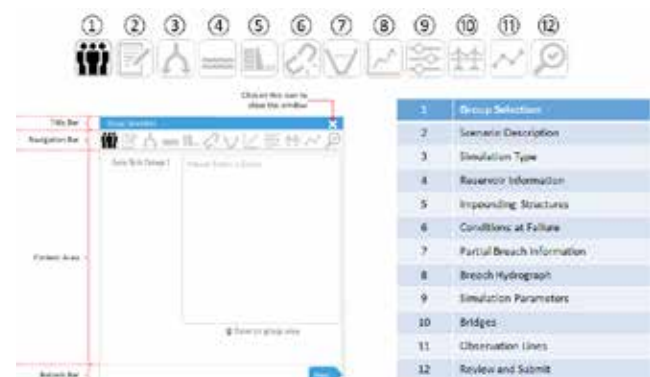 1 2 3 4 5 6 7 8 9 10 11 12
Click on this icon to
close the window
Title Bar
Group Selection
Navigation Bar
Content Area
Bottom Bar
Next
1 Group Selection
2 Scenario Description
3 Simulation Type
4 Reservoir Information
5 Impounding Structures
6 Conditions at Failure
7 Partial Breach Information
8 Breach Hydrograph
9 Simulation Parameters
10 Bridges
11 Observation Lines
12 Review and Submit